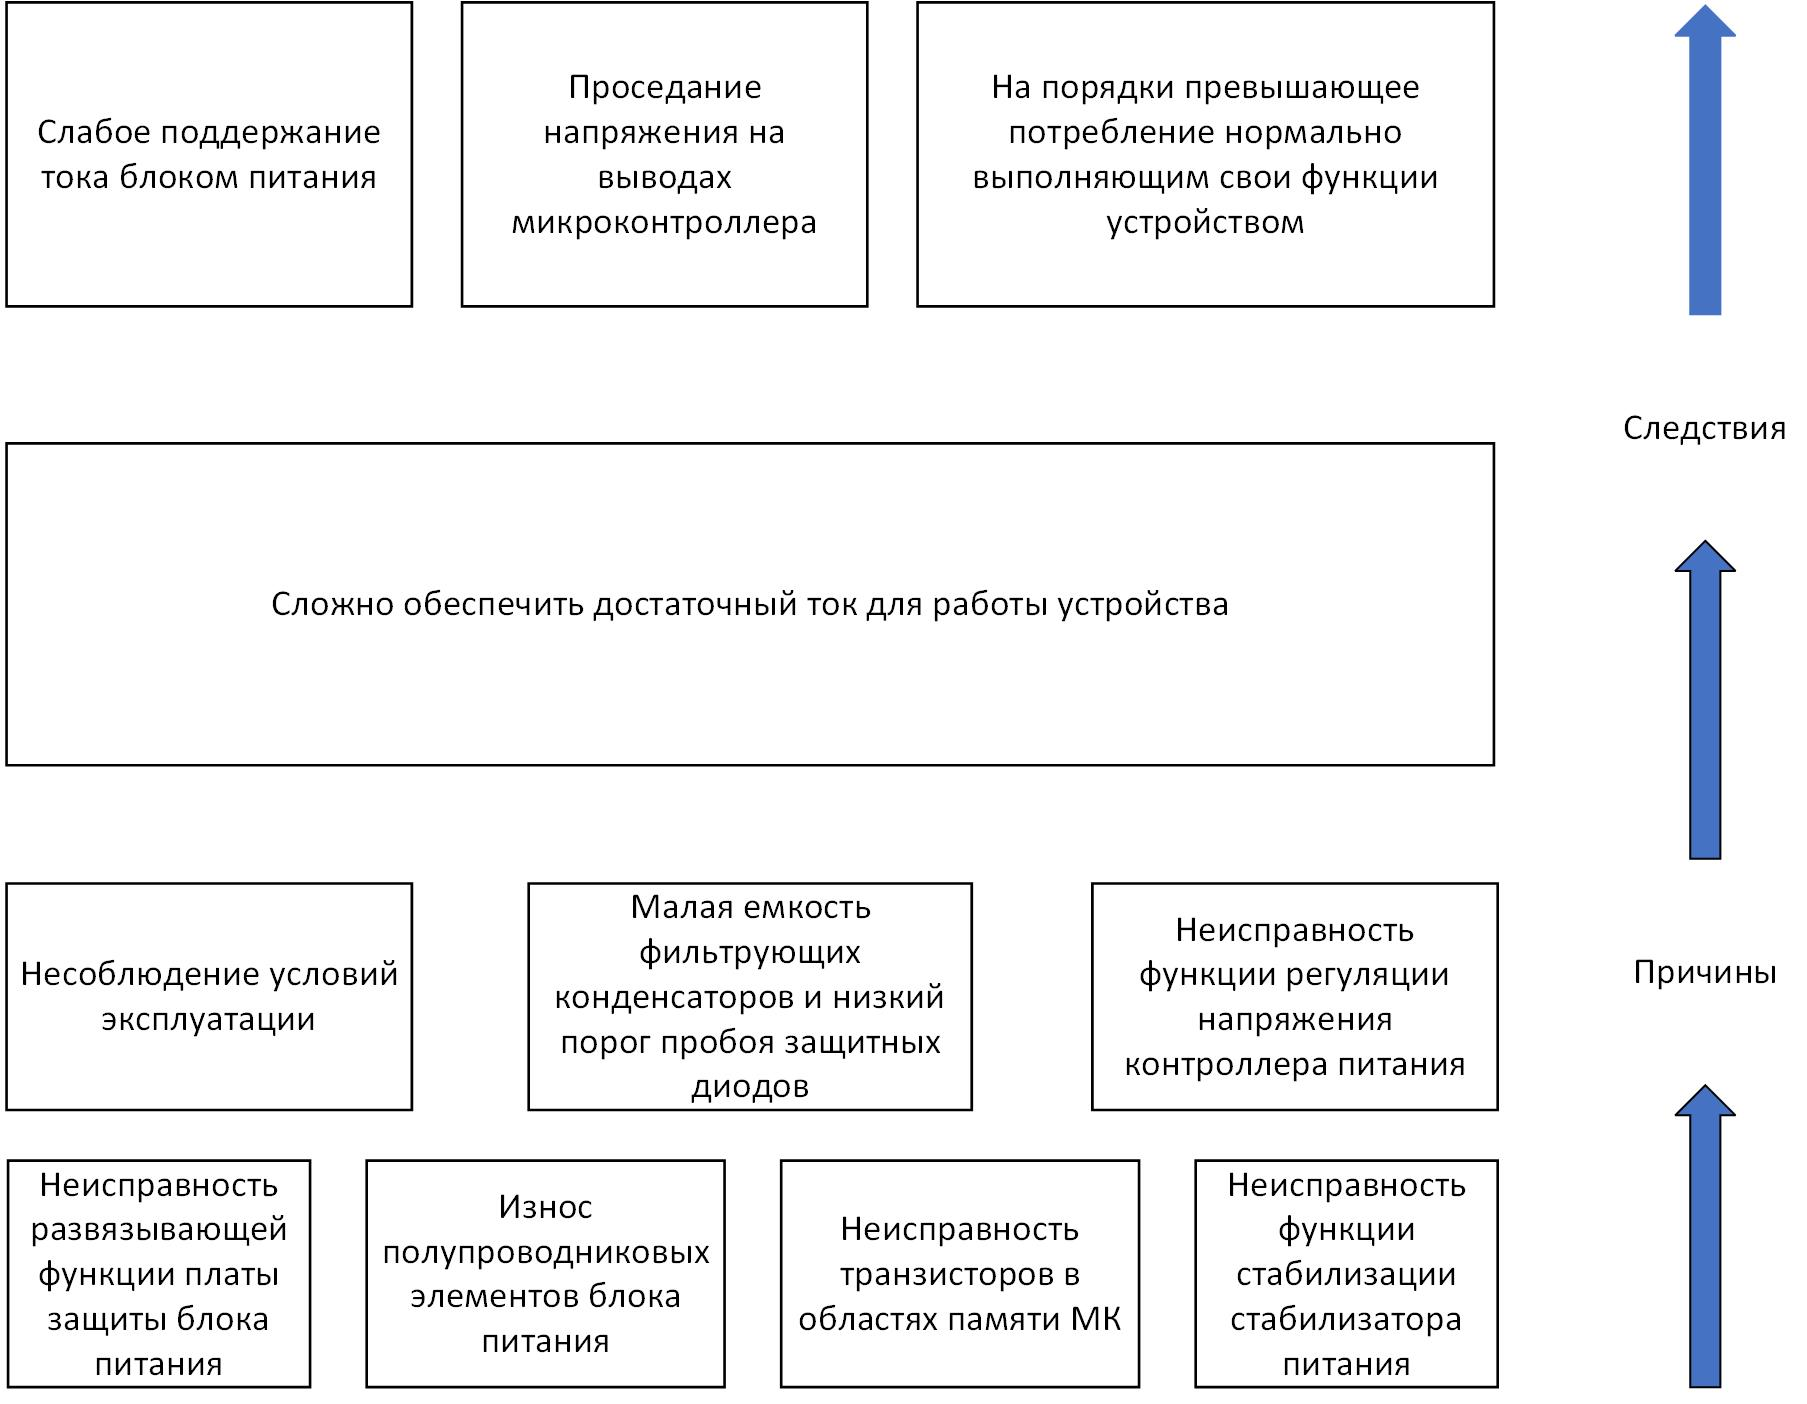 Слабое поддержание
тока блоком питания
Проседание
напряжения на
выводах
микроконтроллера
На порядки превышающее
потребление нормально
выполняющим свои функции
устройством
Следствия
Сложно обеспечить достаточный ток для работы устройства
Несоблюдение условий
эксплуатации
Малая емкость
фильтрующих
конденсаторов и низкий
порог пробоя защитных
диодов
Неисправность
функции регуляции
напряжения
контроллера питания
Причины
Неисправность
развязывающей
функции платы
защиты блока
питания
Износ
полупроводниковых
элементов блока
питания
Неисправность
транзисторов в
областях памяти МК
Неисправность
функции
стабилизации
стабилизатора
питания